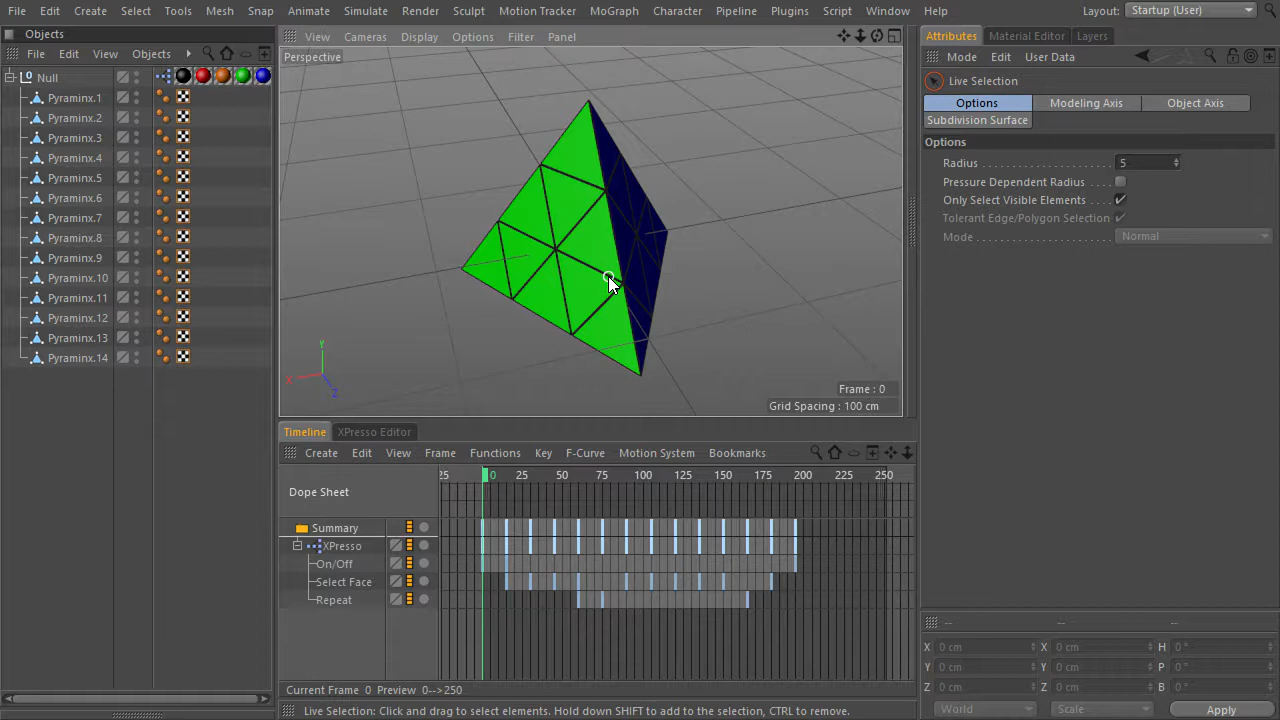 File Edit Create Select Tools Mesh Snap Animate Simulate Render Sculpt Motion Tracker MoGraph Character Pipeline Plugins Script Window Help Layout: Startup (User)
Objects
File Edit View Objects
Null
Pyraminx.1
Pyraminx.2
Pyraminx.3
Pyraminx.4
Pyraminx.5
Pyraminx.6
Pyraminx.7
Pyraminx.8
Pyraminx.9
Pyraminx.10
Pyraminx.11
Pyraminx.12
Pyraminx.13
Pyraminx.14
View Cameras Display Options Filter Panel
Perspective
Y
X
Z
Frame : 0
Grid Spacing : 100 cm
Timeline XPresso Editor
Create Edit View Frame Functions Key F-Curve Motion System Bookmarks
25 0 25 50 75 100 125 150 175 200 225 250
Dope Sheet
Summary
XPresso
On/Off
Select Face
Repeat
Current Frame 0 Preview 0-->250
Live Selection: Click and drag to select elements. Hold down SHIFT to add to the selection, CTRL to remove.
Attributes Material Editor Layers
Mode Edit User Data
Live Selection
Options Modeling Axis Object Axis
Subdivision Surface
Options
Radius 5
Pressure Dependent Radius
Only Select Visible Elements
Tolerant Edge/Polygon Selection
Mode Normal
-- -- --
X 0 cm X 0 cm H 0 °
Y 0 cm Y 0 cm P 0 °
Z 0 cm Z 0 cm B 0 °
World Scale Apply